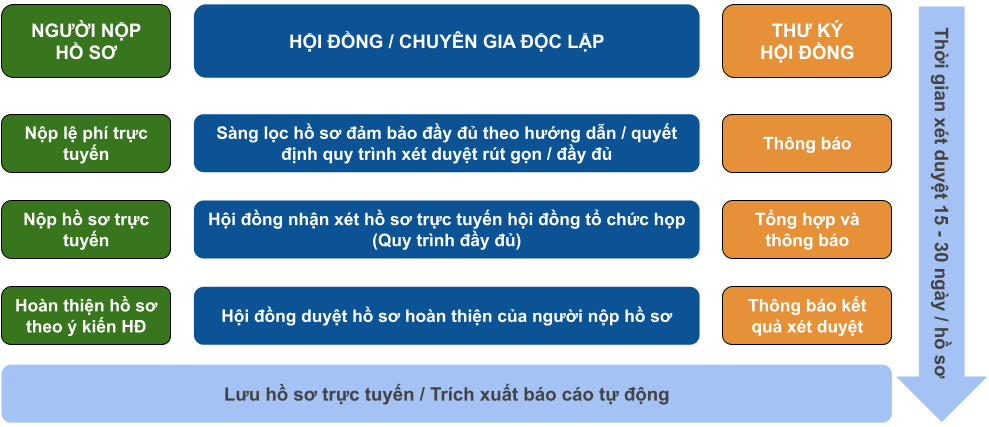 NGƯỜI NỘP
HỒ SƠ
HỘI ĐỒNG / CHUYÊN GIA ĐỘC LẬP
THƯ KÝ
HỘI ĐỒNG
Nộp lệ phí trực
tuyến
Sàng lọc hồ sơ đảm bảo đầy đủ theo hướng dẫn / quyết
định quy trình xét duyệt rút gọn / đầy đủ
Thông báo
Nộp hồ sơ trực
tuyến
Hội đồng nhận xét hồ sơ trực tuyến hội đồng tổ chức họp
(Quy trình đầy đủ)
Tổng hợp và
thông báo
Hoàn thiện hồ sơ
theo ý kiến HĐ
Hội đồng duyệt hồ sơ hoàn thiện của người nộp hồ sơ
Thông báo kết
quả xét duyệt
Lưu hồ sơ trực tuyến / Trích xuất báo cáo tự động
Thời gian xét duyệt 15 - 30 ngày / hồ sơ